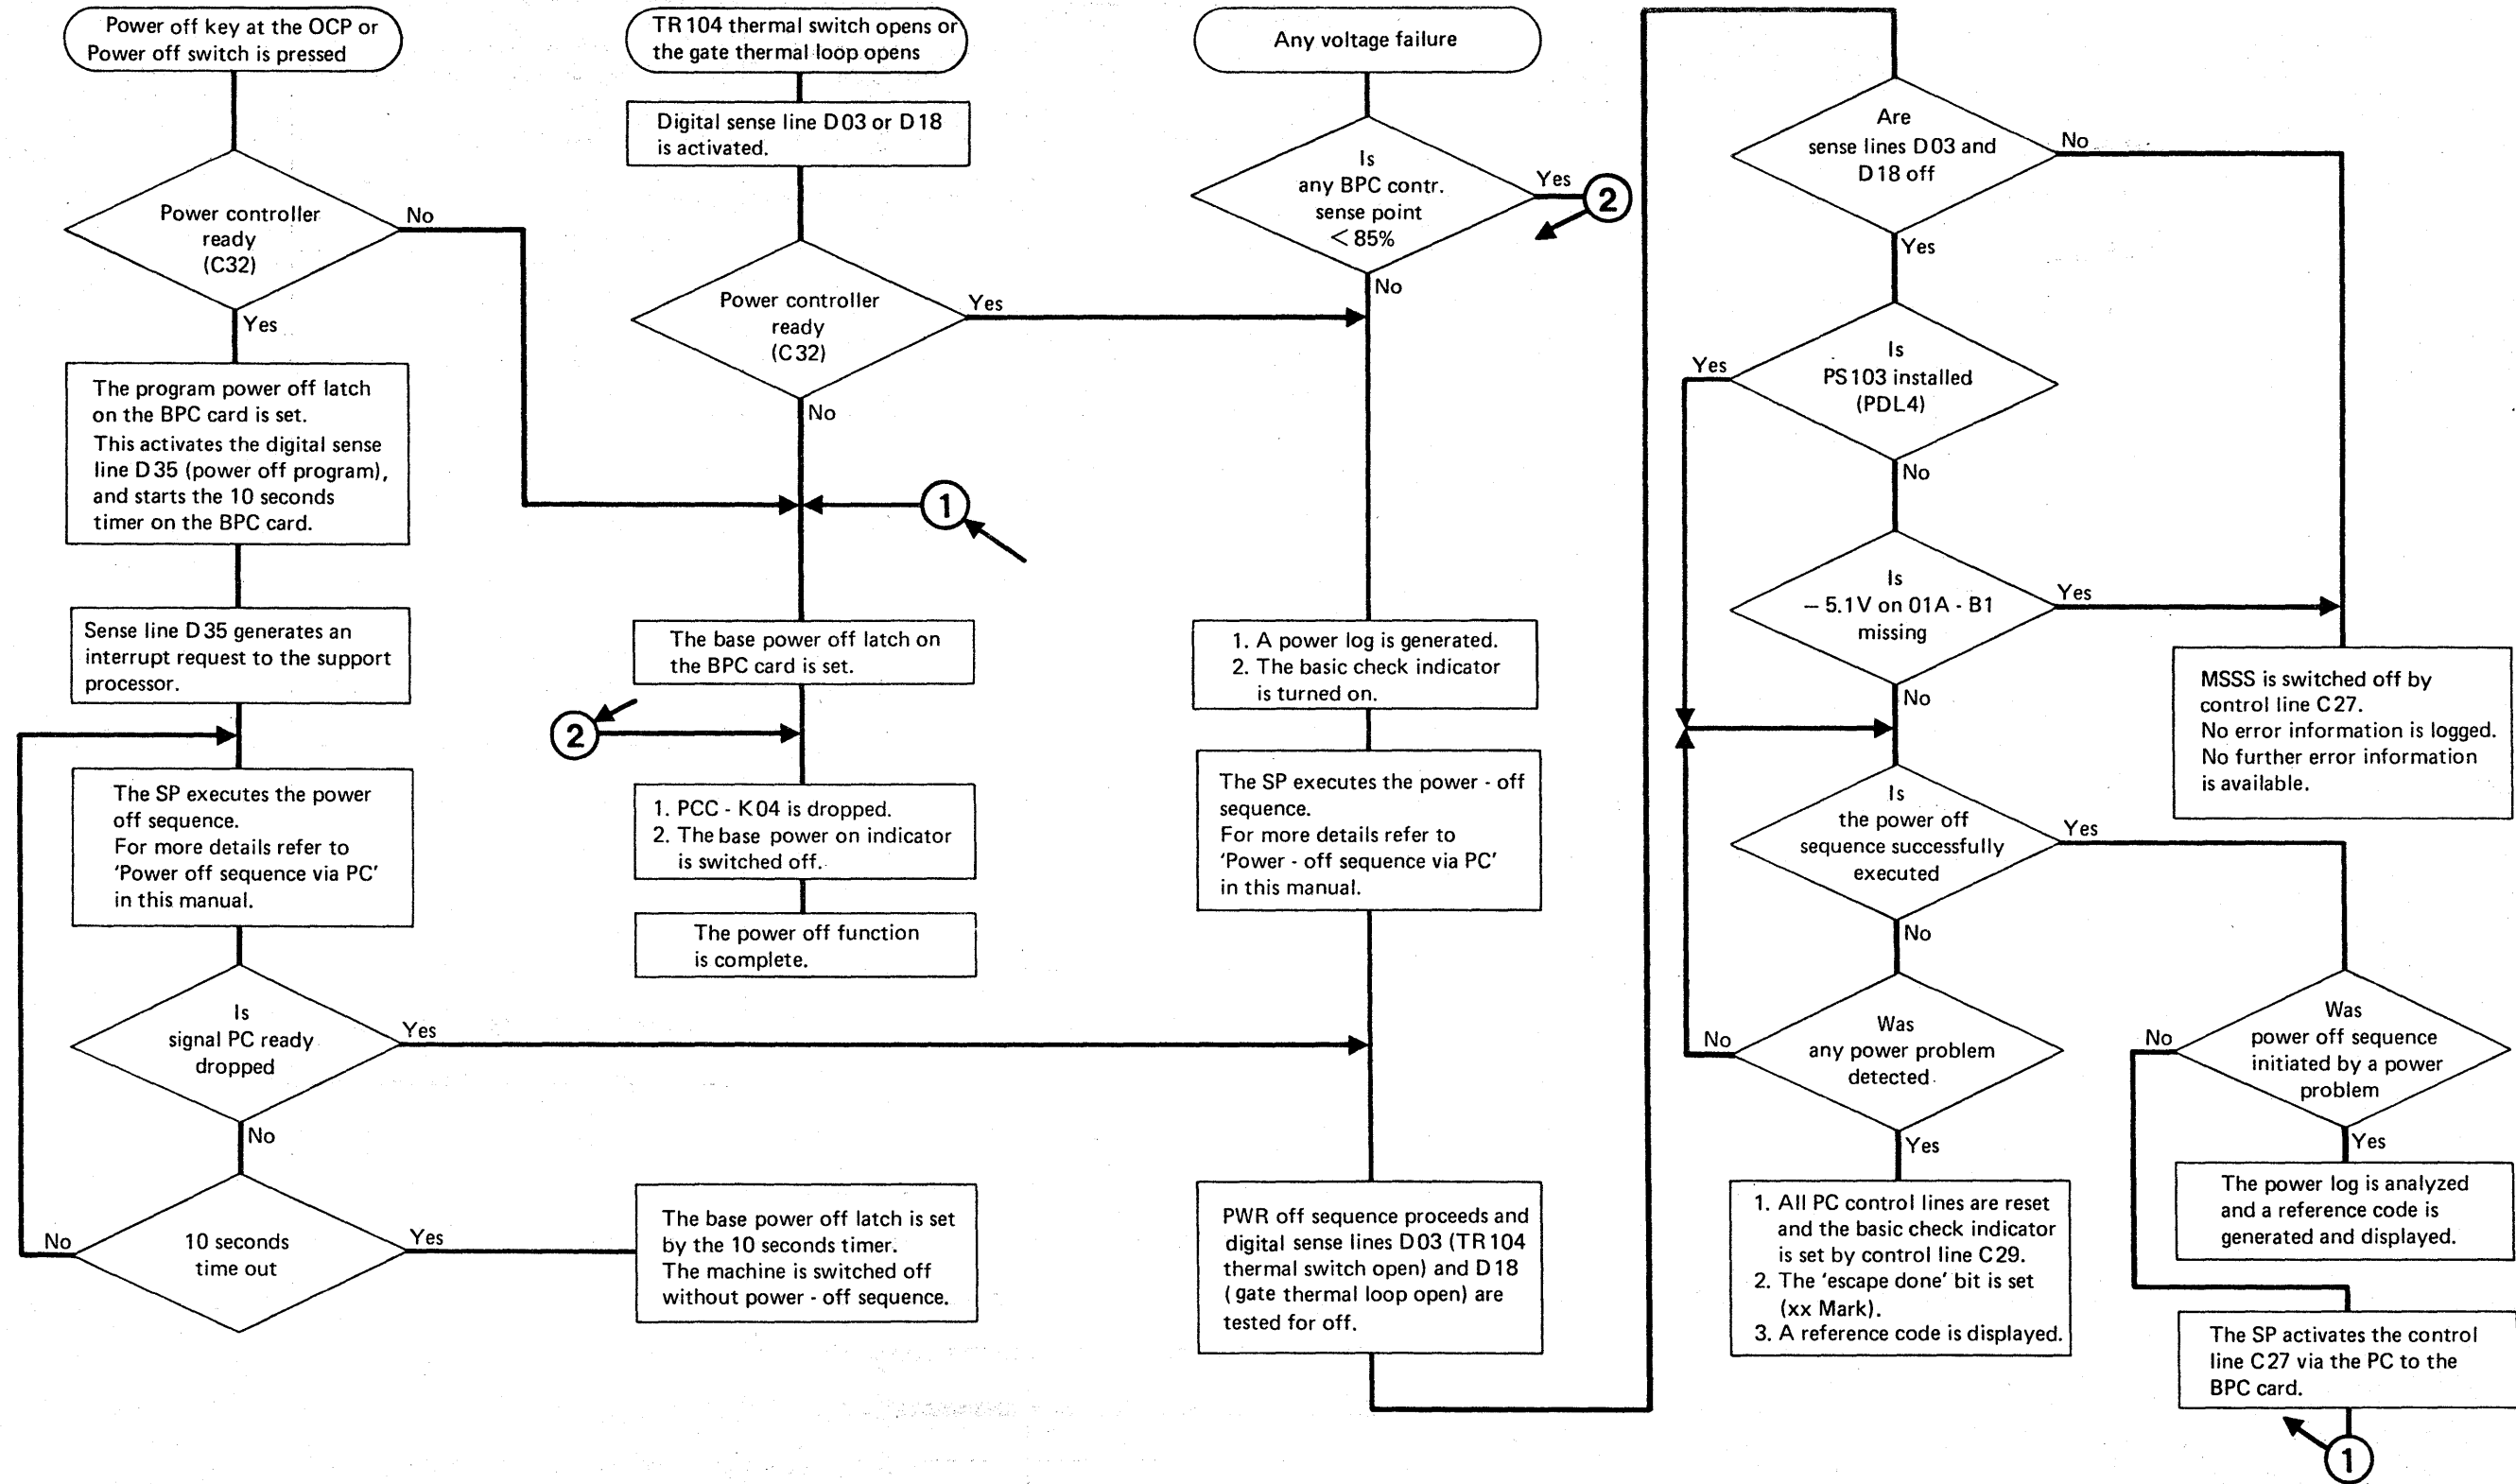 Power off key at the OCP or
Power off switch is pressed
Power controller
ready
(C32)
No
Yes
The program power off latch
on the BPC card is set.
This activates the digital sense
line D35 (power off program),
and starts the 10 seconds
timer on the BPC card.
Sense line D35 generates an
interrupt request to the support
processor.
The SP executes the power
off sequence.
For more details refer to
‘Power off sequence via PC’
in this manual.
Is
signal PC ready
dropped
Yes
No
10 seconds
time out
No
Yes
The base power off latch is set
by the 10 seconds timer.
The machine is switched off
without power - off sequence.
TR104 thermal switch opens or
the gate thermal loop opens
Digital sense line D03 or D18
is activated.
Power controller
ready
(C32)
Yes
No
1
The base power off latch on
the BPC card is set.
2
1. PCC - K04 is dropped.
2. The base power on indicator
is switched off.
The power off function
is complete.
Any voltage failure
Is
any BPC contr.
sense point
< 85%
Yes
2
No
1. A power log is generated.
2. The basic check indicator
is turned on.
The SP executes the power - off
sequence.
For more details refer to
‘Power - off sequence via PC’
in this manual.
PWR off sequence proceeds and
digital sense lines D03 (TR104
thermal switch open) and D18
(gate thermal loop open) are
tested for off.
Are
sense lines D03 and
D18 off
No
Yes
Is
PS103 installed
(PDL4)
Yes
No
Is
– 5.1V on 01A - B1
missing
Yes
No
MSSS is switched off by
control line C27.
No error information is logged.
No further error information
is available.
Is
the power off
sequence successfully
executed
Yes
No
Was
any power problem
detected
No
Yes
1. All PC control lines are reset
and the basic check indicator
is set by control line C29.
2. The ‘escape done’ bit is set
(xx Mark).
3. A reference code is displayed.
Was
power off sequence
initiated by a power
problem
No
Yes
The power log is analyzed
and a reference code is
generated and displayed.
The SP activates the control
line C27 via the PC to the
BPC card.
1